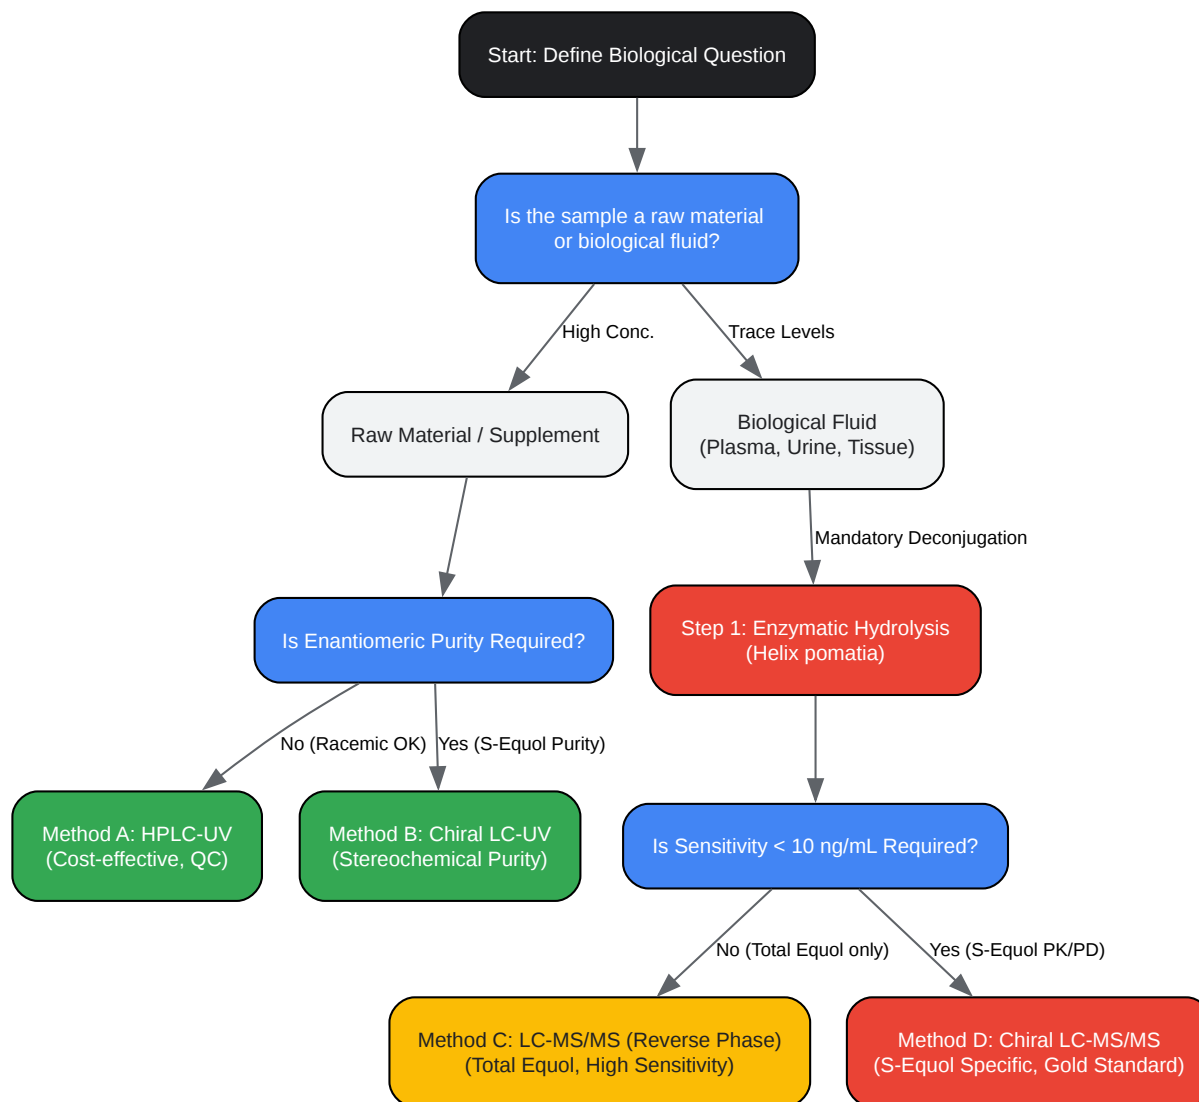 Start: Define Biological Question
Is the sample a raw material
or biological fluid?
High Conc.
Trace Levels
Raw Material / Supplement
Biological Fluid
(Plasma, Urine, Tissue)
Mandatory Deconjugation
Is Enantiomeric Purity Required?
Step 1: Enzymatic Hydrolysis
(Helix pomatia)
No (Racemic OK)
Yes (S-Equol Purity)
Method A: HPLC-UV
(Cost-effective, QC)
Method B: Chiral LC-UV
(Stereochemical Purity)
Is Sensitivity < 10 ng/mL Required?
No (Total Equol only)
Yes (S-Equol PK/PD)
Method C: LC-MS/MS (Reverse Phase)
(Total Equol, High Sensitivity)
Method D: Chiral LC-MS/MS
(S-Equol Specific, Gold Standard)